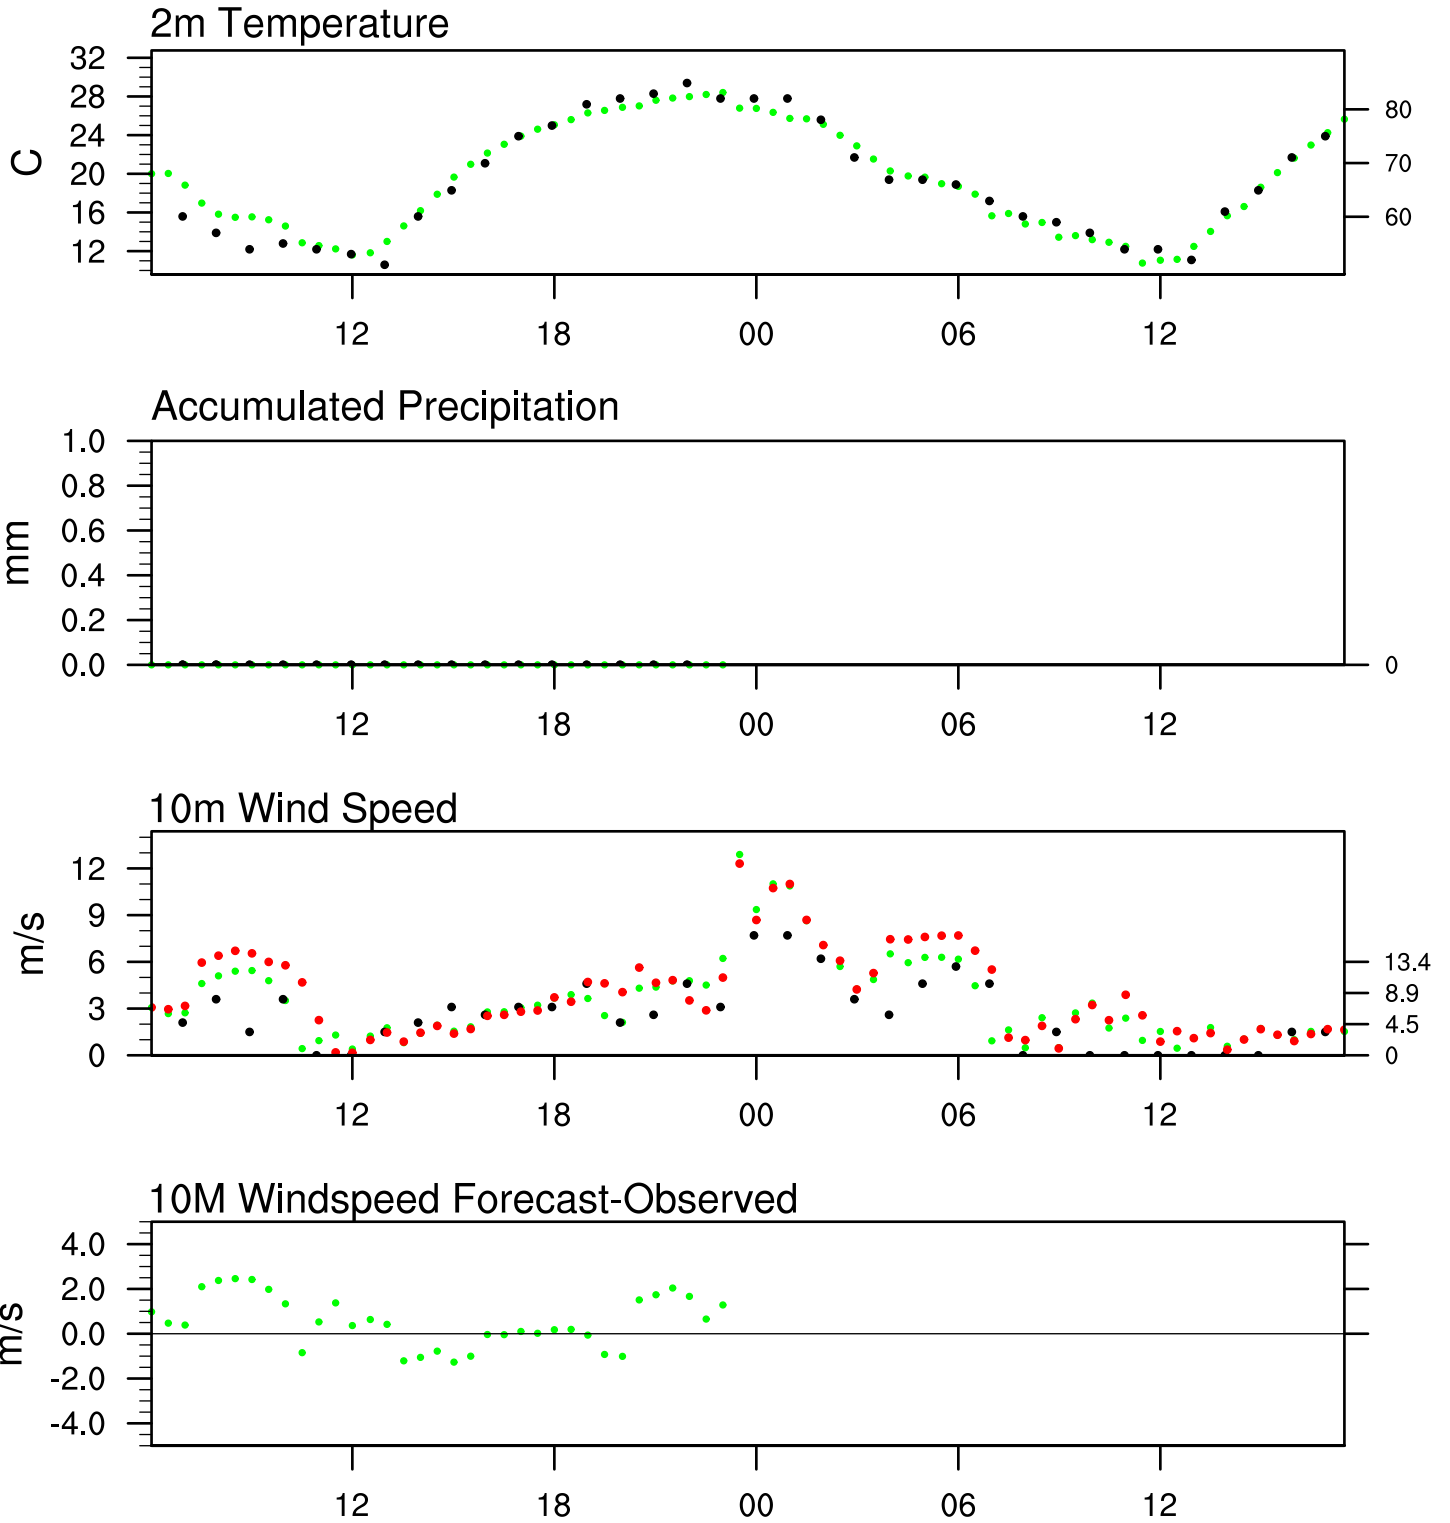 2m Temperature
32
28
24
20
16
12
C
80
70
60
12 18 00 06 12
Accumulated Precipitation
1.0
0.8
0.6
0.4
0.2
0.0
mm
0
12 18 00 06 12
10m Wind Speed
12
9
6
3
0
m/s
13.4
8.9
4.5
0
12 18 00 06 12
10M Windspeed Forecast-Observed
4.0
2.0
0.0
-2.0
-4.0
m/s
12 18 00 06 12